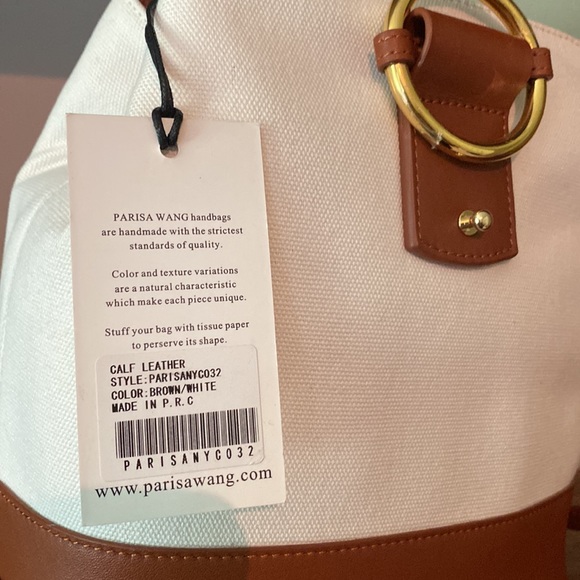 PARISA WANG handbags
are handmade with the strictest
standards of quality.
Color and texture variations
are a natural characteristic
which make each piece unique.
Stuff your bag with tissue paper
to preserve its shape.
CALF LEATHER
STYLE:PARISANYC032
COLOR:BROWN/WHITE
MADE IN P.R.C
PARISANYC032
www.parisawang.com